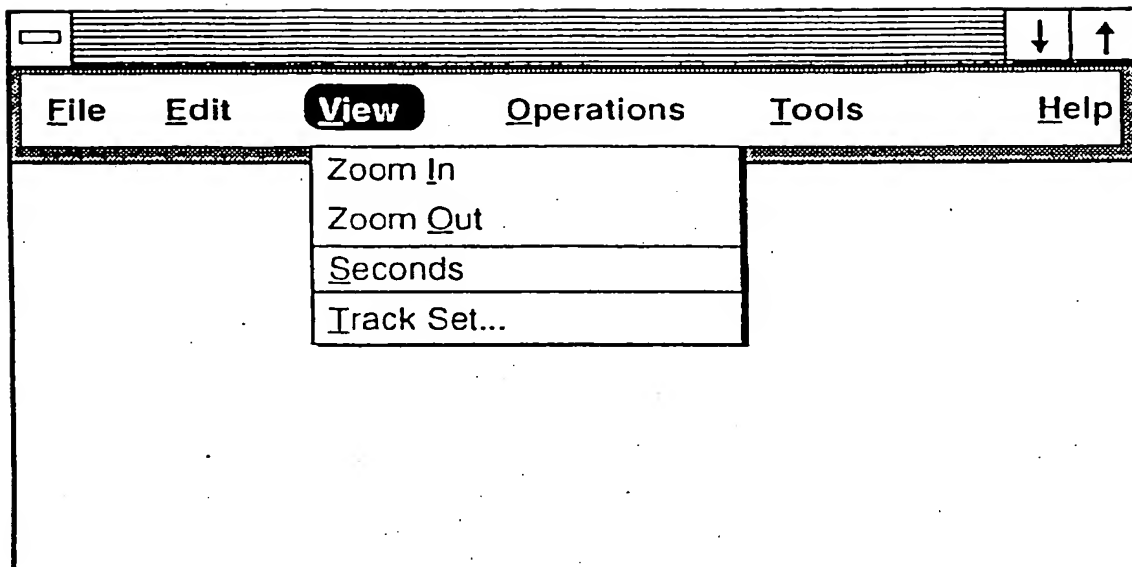 File Edit View Operations Tools Help
Zoom In
Zoom Out
Seconds
Track Set...